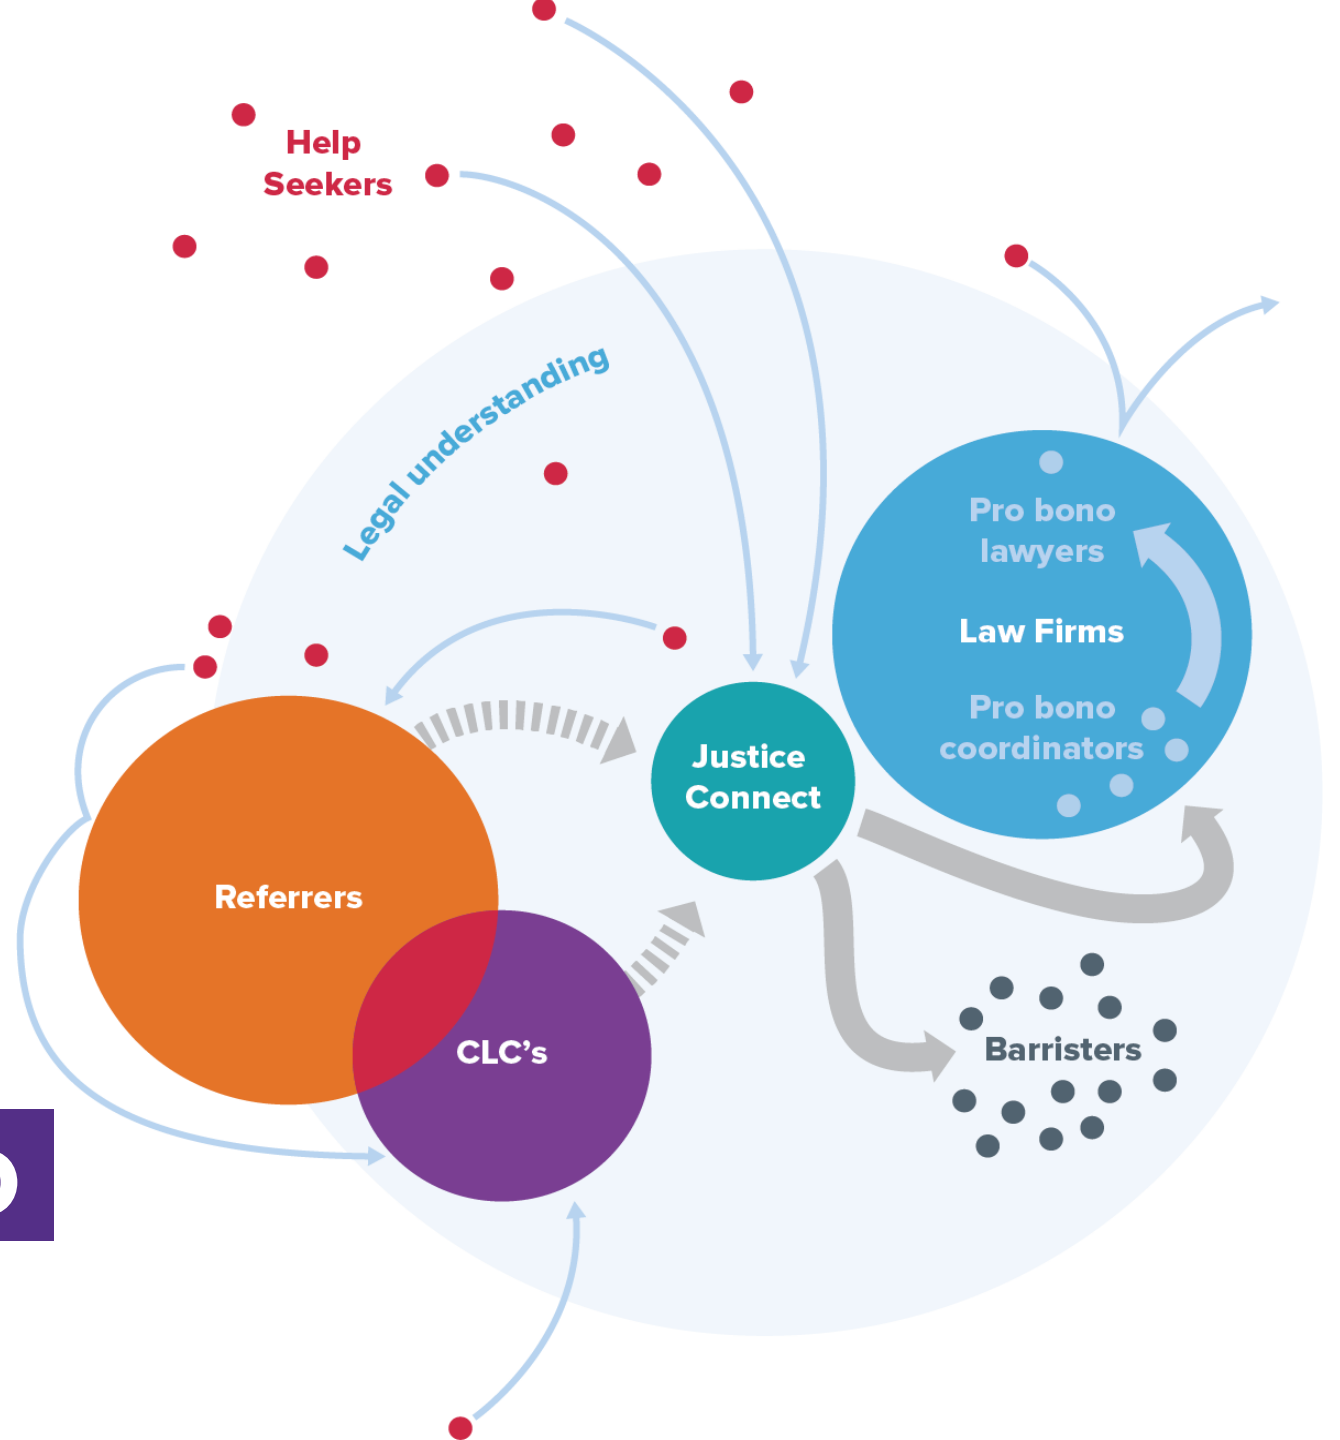 Help
Seekers
Legal understanding
Pro bono
lawyers
Law Firms
Pro bono
coordinators
Justice
Connect
Referrers
CLC’s
Barristers